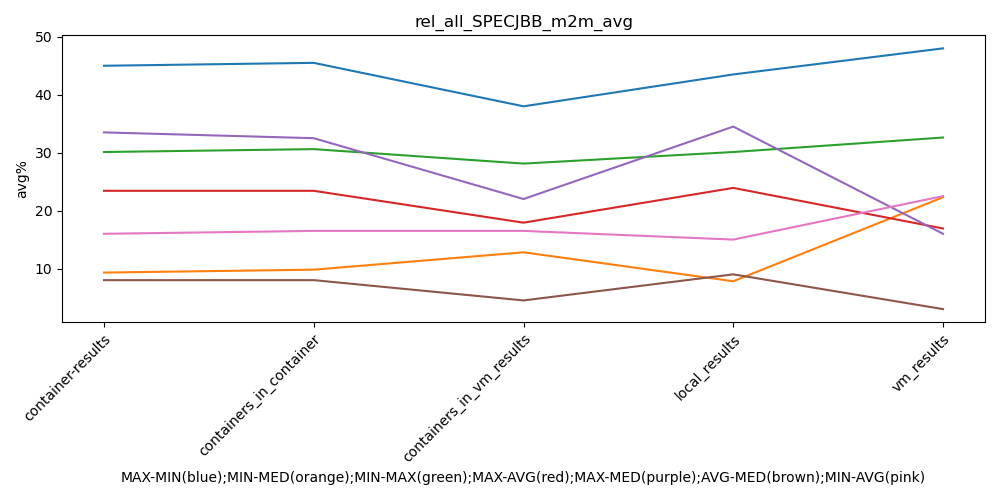 rel_all_SPECJBB_m2m_avg
50
40
30
20
10
avg%
container-results
containers_in_container
containers_in_vm_results
local_results
vm_results
MAX-MIN(blue);MIN-MED(orange);MIN-MAX(green);MAX-AVG(red);MAX-MED(purple);AVG-MED(brown);MIN-AVG(pink)